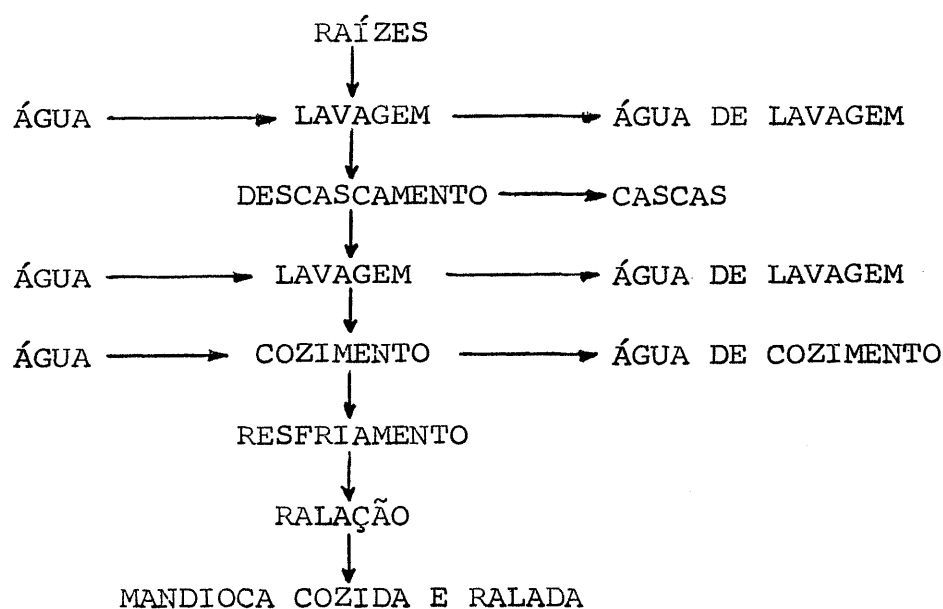 RAÍZES
ÁGUA LAVAGEM ÁGUA DE LAVAGEM
DESCASCAMENTO CASCAS
ÁGUA LAVAGEM ÁGUA DE LAVAGEM
ÁGUA COZIMENTO ÁGUA DE COZIMENTO
RESFRIAMENTO
RALAÇÃO
MANDIOCA COZIDA E RALADA